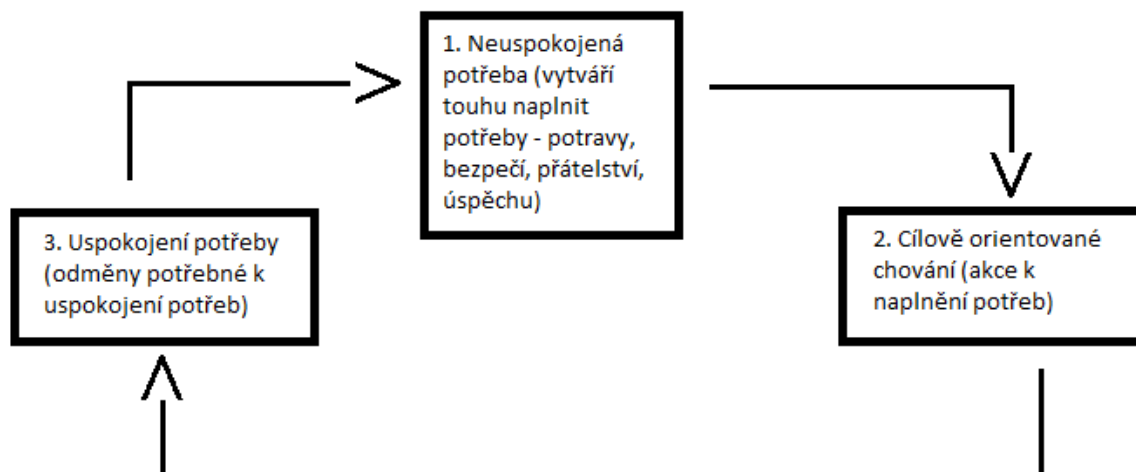 1. Neuspokojená
potřeba (vytváří
touhu naplnit
potřeby - potravy,
bezpečí, přátelství,
úspěchu)
2. Cílově orientované
chování (akce k
naplnění potřeb)
3. Uspokojení potřeby
(odměny potřebné k
uspokojení potřeb)